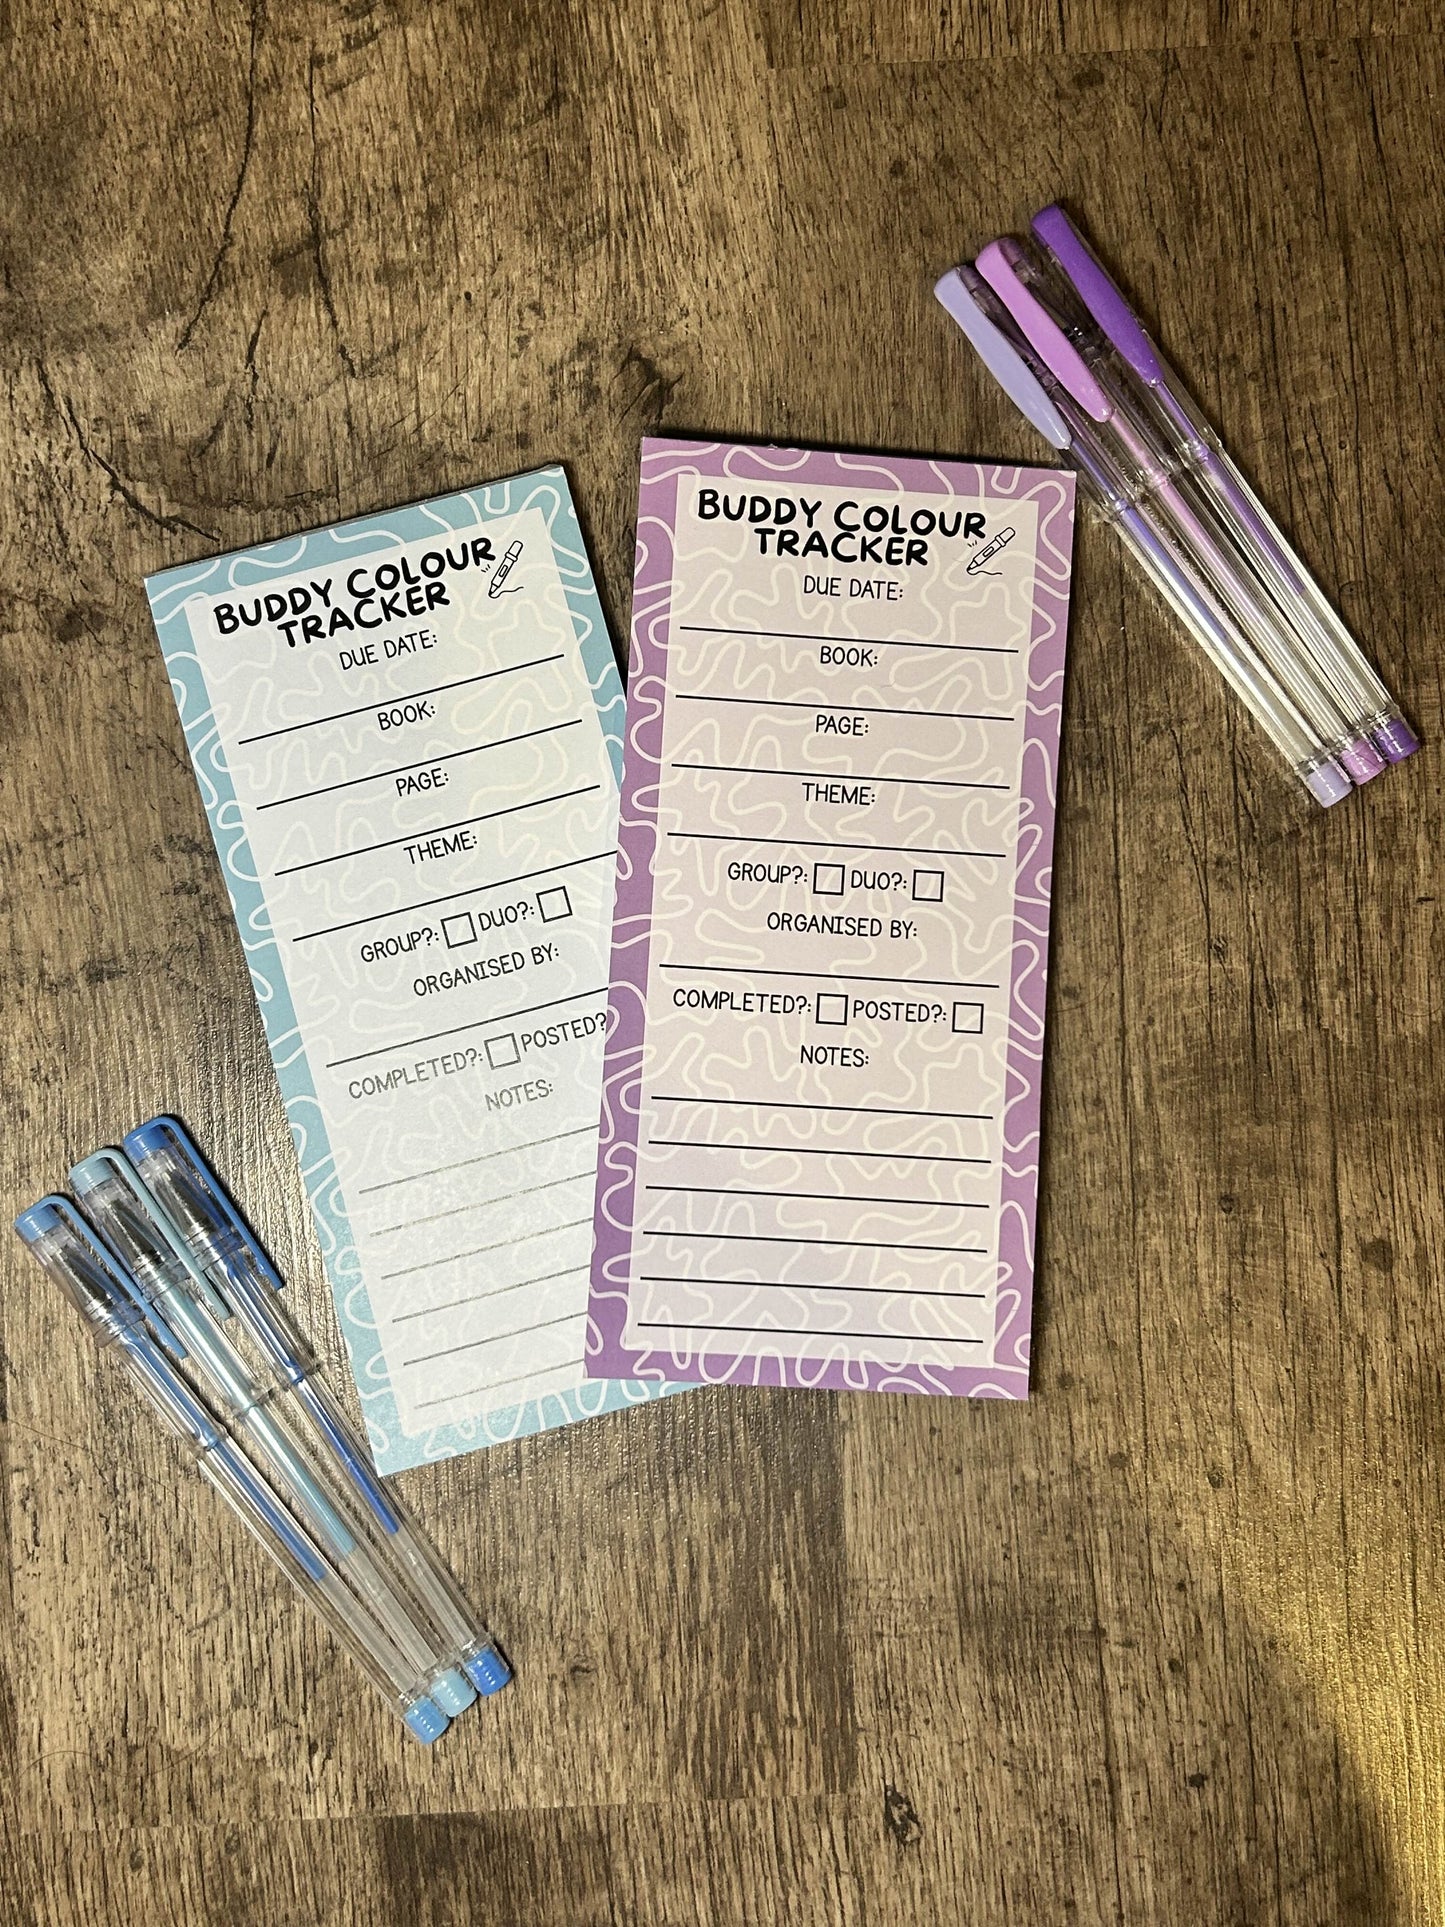 BUDDY COLOUR
TRACKER
DUE DATE:
BOOK:
PAGE:
THEME:
GROUP?: DUO?:
ORGANISED BY:
COMPLETED?: POSTED?
NOTES:
BUDDY COLOUR
TRACKER
DUE DATE:
BOOK:
PAGE:
THEME:
GROUP?: DUO?:
ORGANISED BY:
COMPLETED?: POSTED?:
NOTES: